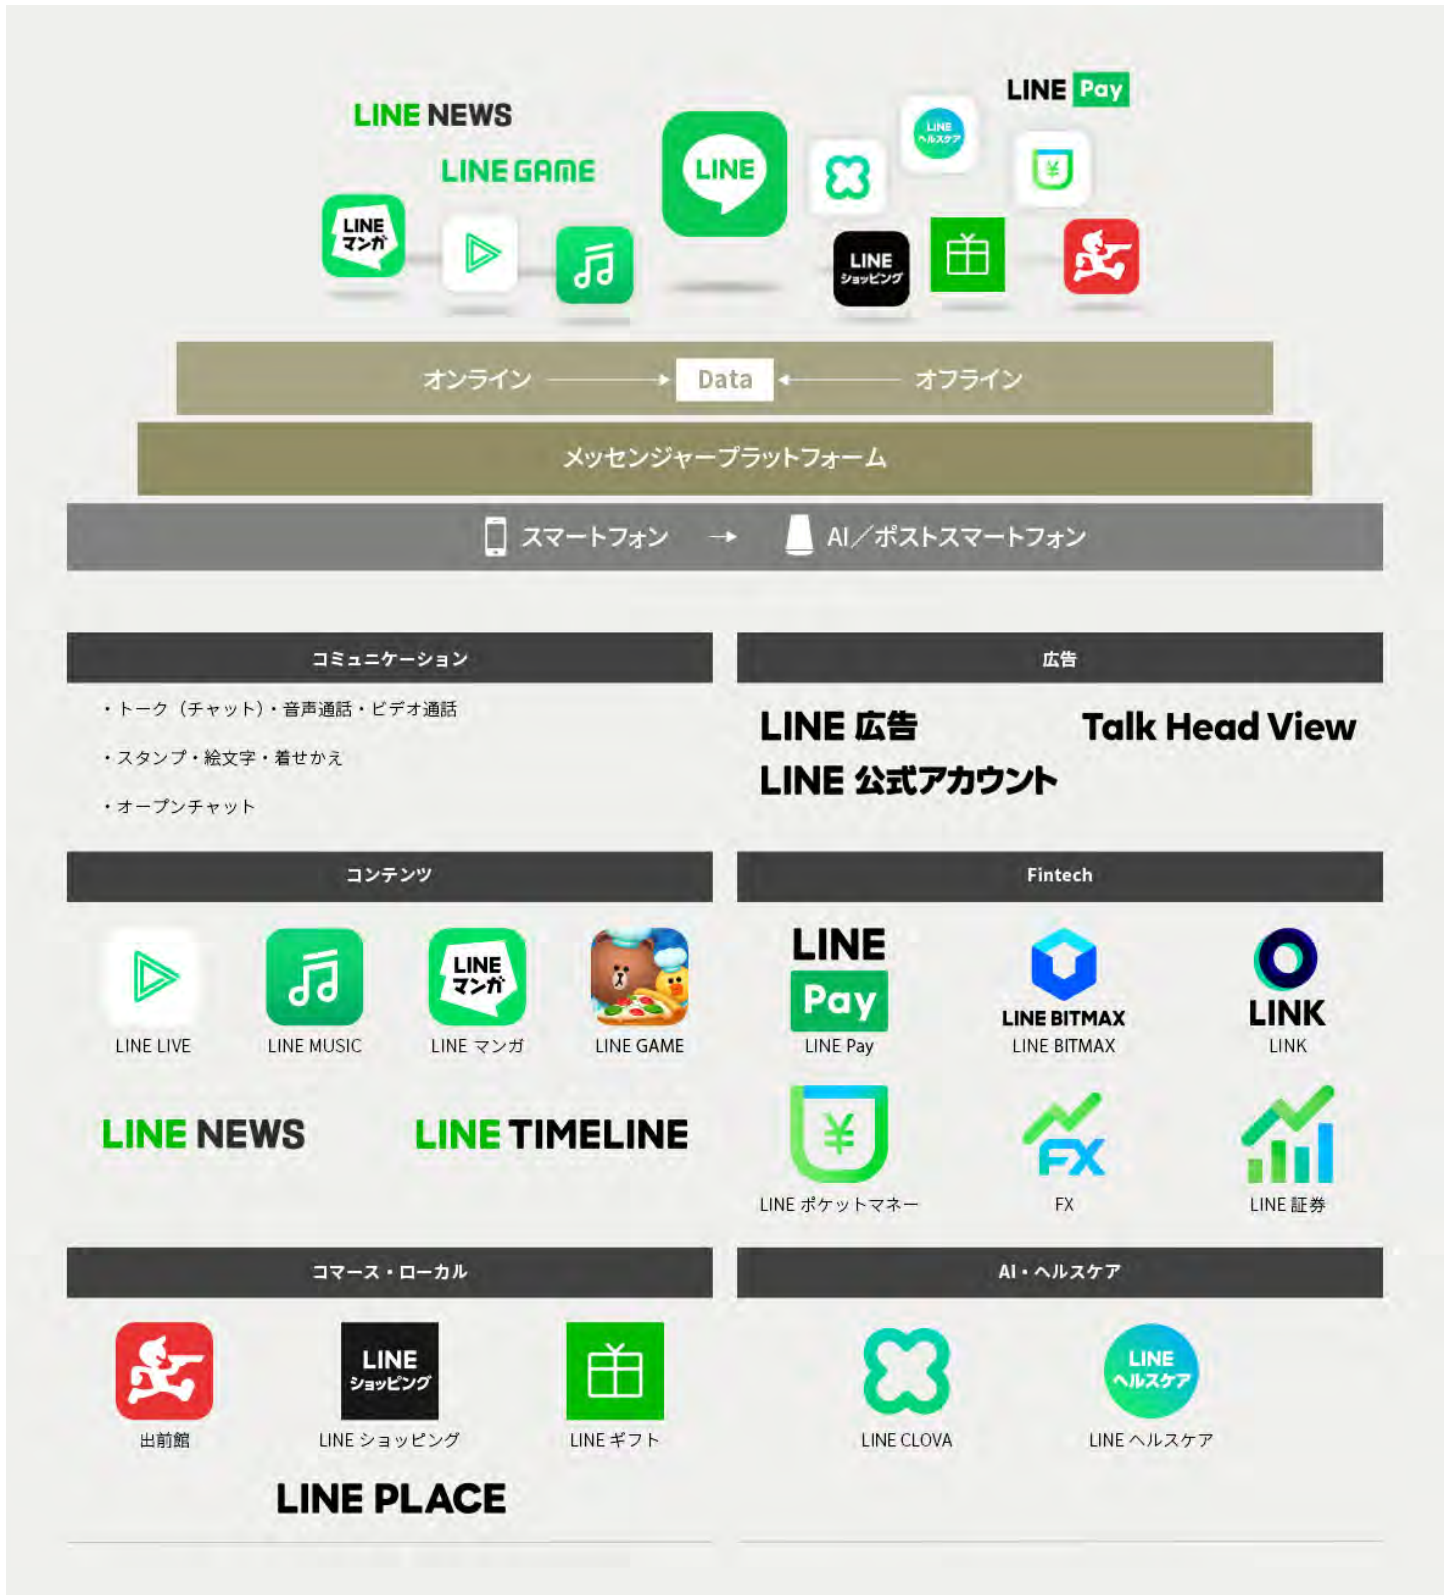 LINE NEWS
LINE Pay
LINE GAME
LINE
LINE
ヘルスケア
¥
LINE
マンガ
LINE
ショッピング
オンライン → Data ← オフライン
メッセンジャープラットフォーム
スマートフォン → AI／ポストスマートフォン
コミュニケーション
・トーク（チャット）・音声通話・ビデオ通話
・スタンプ・絵文字・着せかえ
・オープンチャット
広告
LINE 広告
Talk Head View
LINE 公式アカウント
コンテンツ
LINE
マンガ
LINE LIVE
LINE MUSIC
LINE マンガ
LINE GAME
LINE NEWS
LINE TIMELINE
Fintech
LINE
Pay
LINE BITMAX
LINK
LINE Pay
LINE BITMAX
LINK
¥
FX
LINE ポケットマネー
FX
LINE 証券
コマース・ローカル
LINE
ショッピング
出前館
LINE ショッピング
LINE ギフト
LINE PLACE
AI・ヘルスケア
LINE
ヘルスケア
LINE CLOVA
LINE ヘルスケア